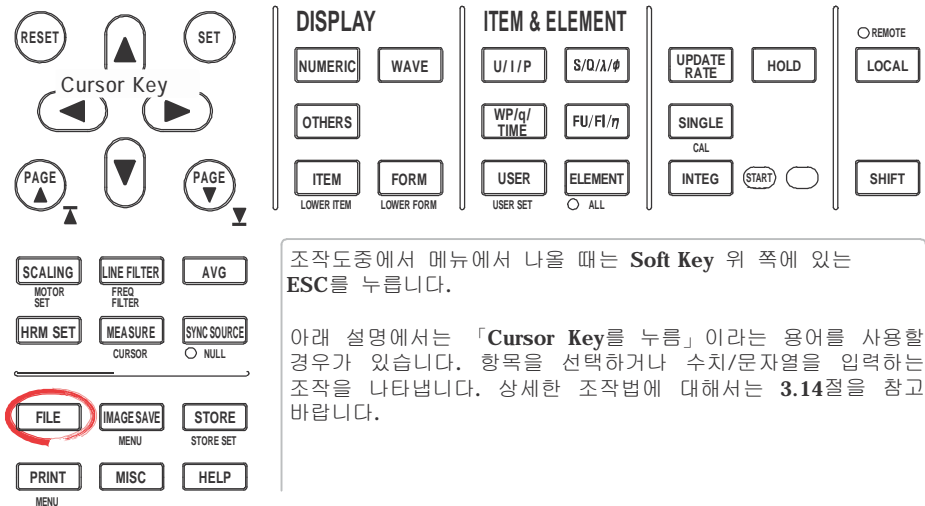 RESET
SET
Cursor Key
PAGE
PAGE
DISPLAY
NUMERIC
WAVE
OTHERS
ITEM
FORM
LOWER ITEM
LOWER FORM
ITEM & ELEMENT
U/I/P
S/Q/λ/ø
WP/q/
TIME
FU/FI/η
USER
ELEMENT
USER SET
ALL
UPDATE
RATE
HOLD
SINGLE
CAL
INTEG
START
REMOTE
LOCAL
SHIFT
SCALING
LINE FILTER
AVG
MOTOR
SET
FREQ
FILTER
HRM SET
MEASURE
SYNC SOURCE
CURSOR
NULL
FILE
IMAGE SAVE
STORE
MENU
STORE SET
PRINT
MISC
HELP
MENU
조작도중에서 메뉴에서 나올 때는 Soft Key 위 쪽에 있는
ESC를 누릅니다.
아래 설명에서는 「Cursor Key를 누름」이라는 용어를 사용할
경우가 있습니다. 항목을 선택하거나 수치/문자열을 입력하는
조작을 나타냅니다. 상세한 조작법에 대해서는 3.14절을 참고
바랍니다.